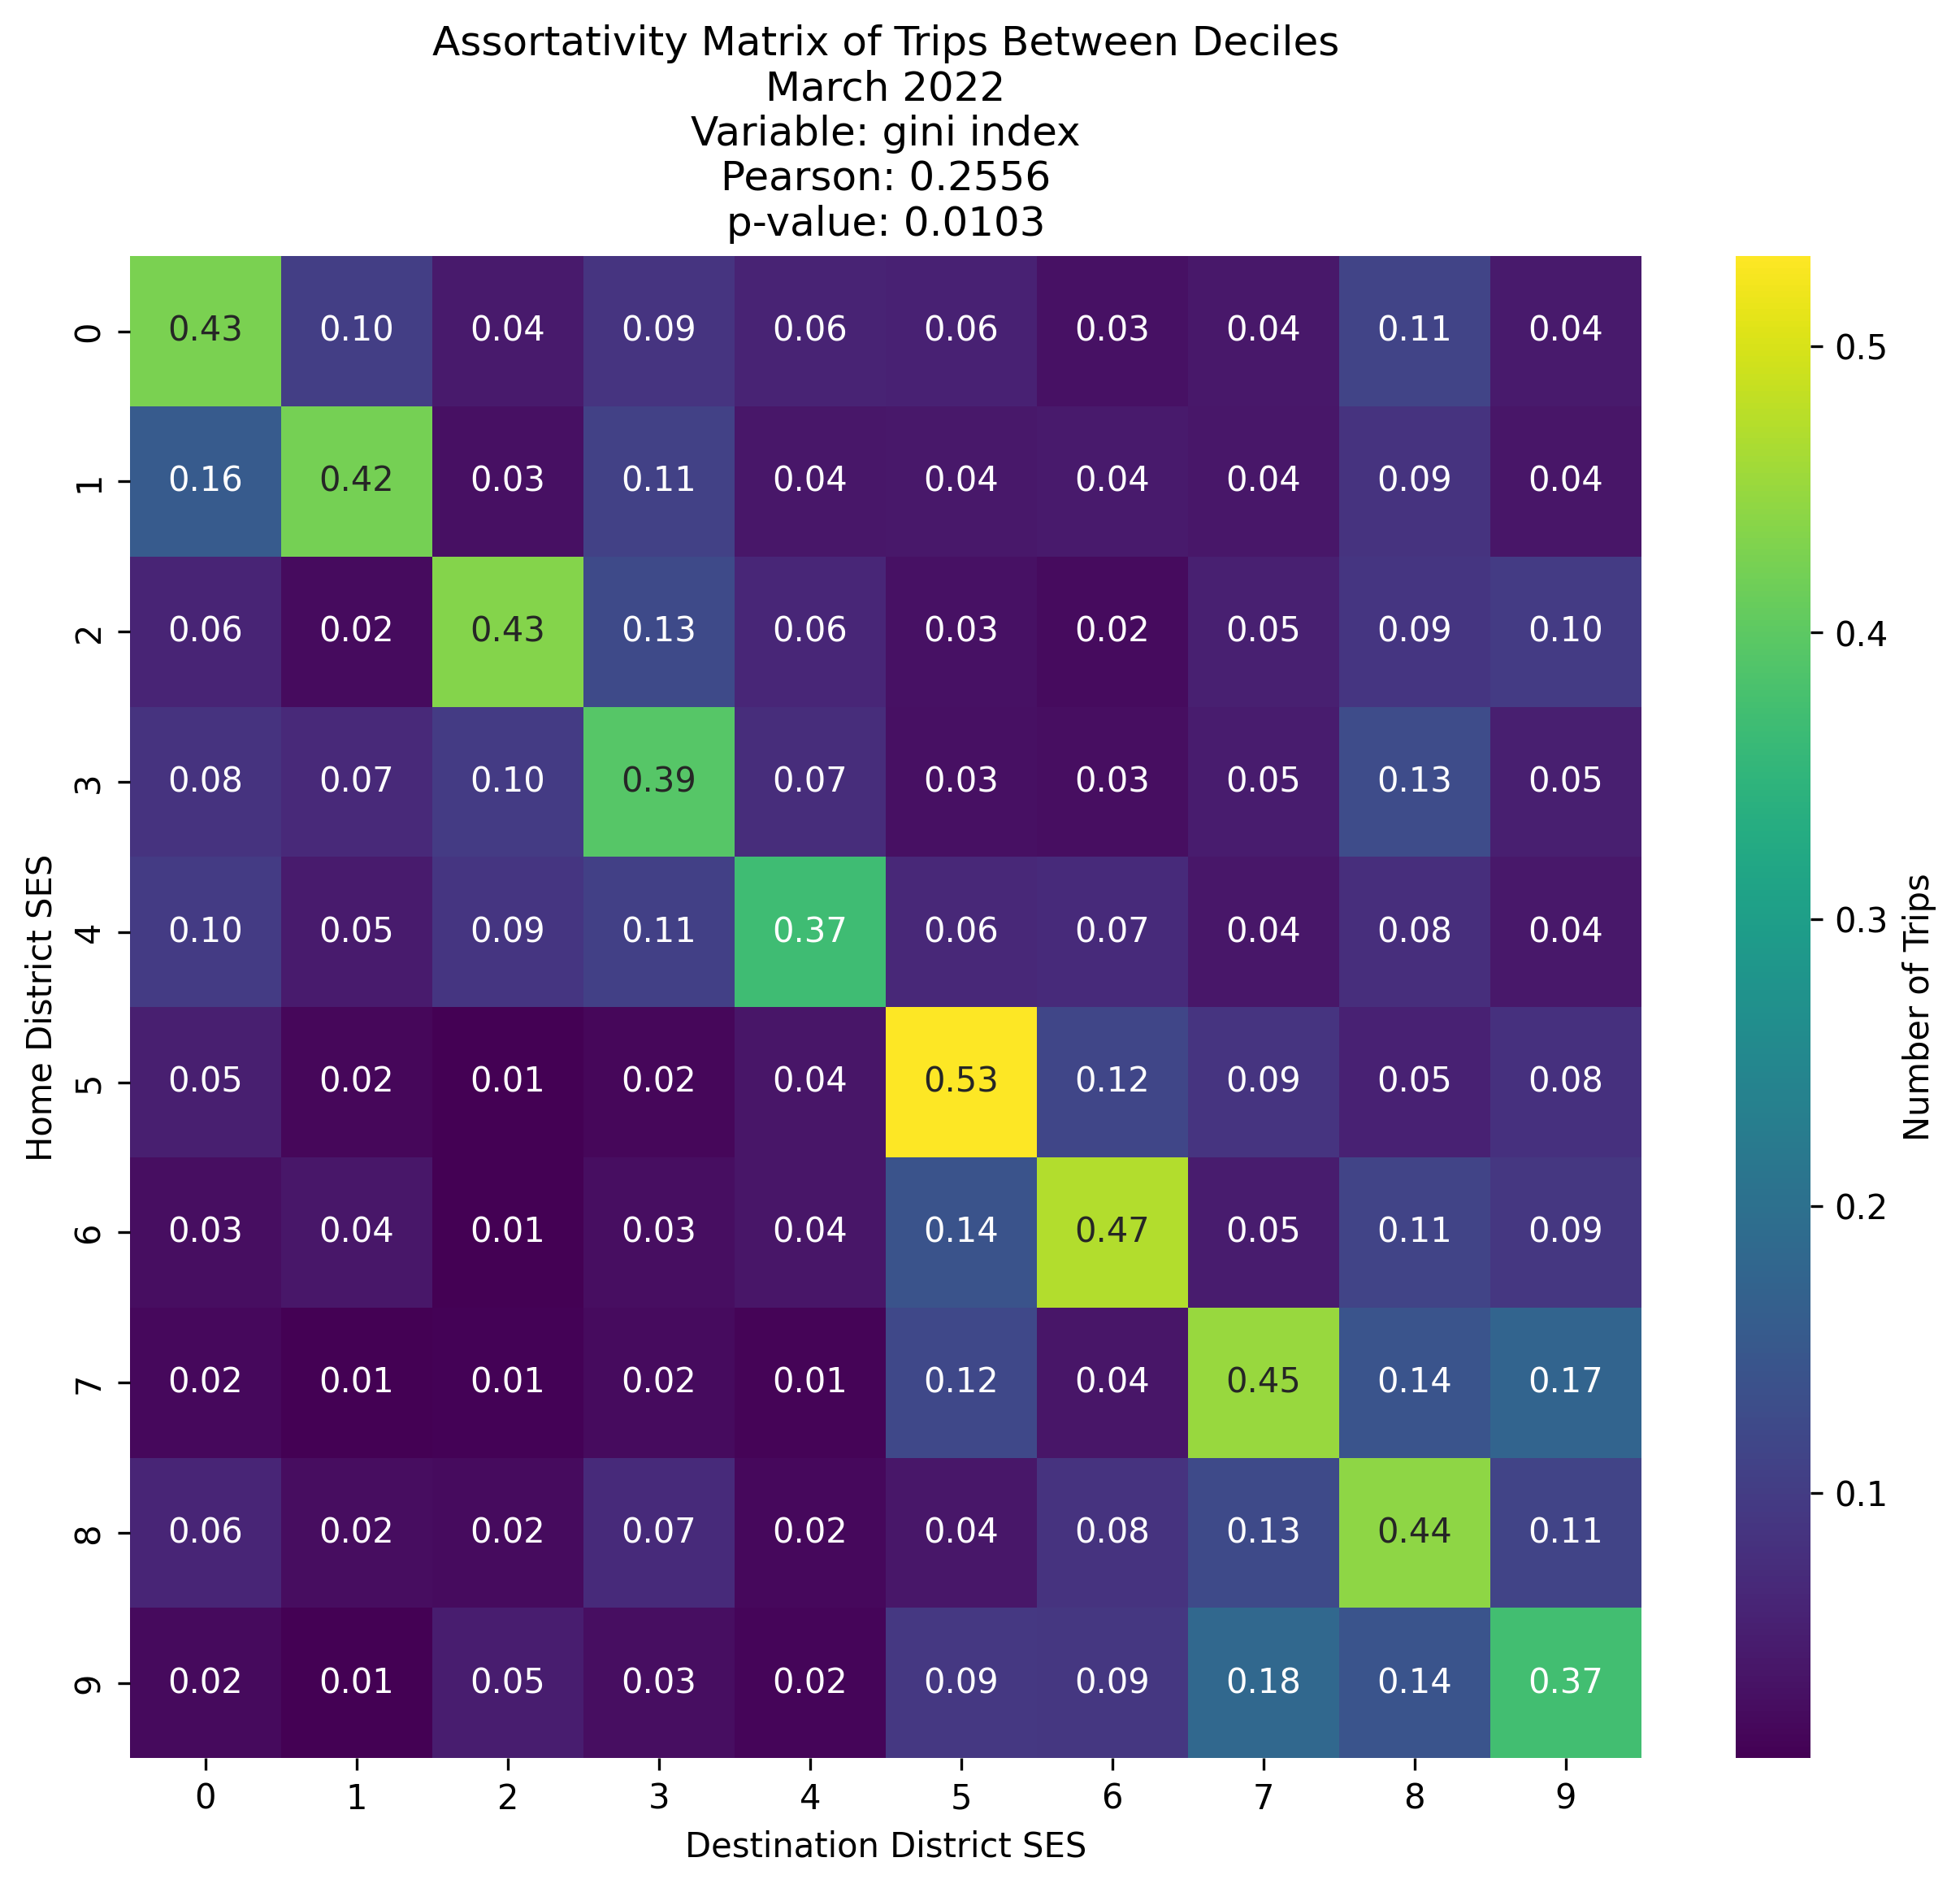 Assortativity Matrix of Trips Between Deciles
March 2022
Variable: gini index
Pearson: 0.2556
p-value: 0.0103
0 0.43 0.10 0.04 0.09 0.06 0.06 0.03 0.04 0.11 0.04
1 0.16 0.42 0.03 0.11 0.04 0.04 0.04 0.04 0.09 0.04
2 0.06 0.02 0.43 0.13 0.06 0.03 0.02 0.05 0.09 0.10
3 0.08 0.07 0.10 0.39 0.07 0.03 0.03 0.05 0.13 0.05
4 0.10 0.05 0.09 0.11 0.37 0.06 0.07 0.04 0.08 0.04
5 0.05 0.02 0.01 0.02 0.04 0.53 0.12 0.09 0.05 0.08
6 0.03 0.04 0.01 0.03 0.04 0.14 0.47 0.05 0.11 0.09
7 0.02 0.01 0.01 0.02 0.01 0.12 0.04 0.45 0.14 0.17
8 0.06 0.02 0.02 0.07 0.02 0.04 0.08 0.13 0.44 0.11
9 0.02 0.01 0.05 0.03 0.02 0.09 0.09 0.18 0.14 0.37
0 1 2 3 4 5 6 7 8 9
Destination District SES
Home District SES
0.5
0.4
0.3
0.2
0.1
Number of Trips